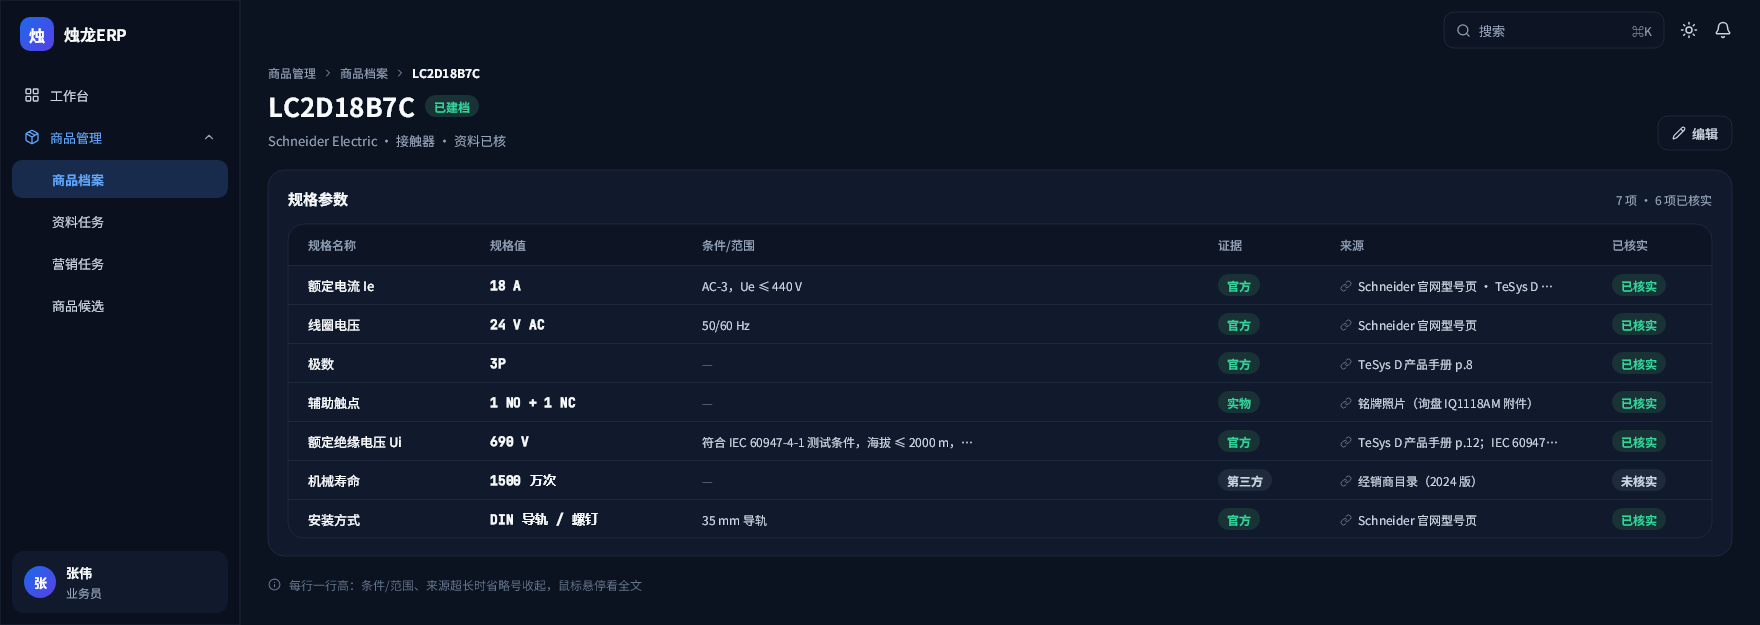 烛 烛龙ERP
搜索 ⌘K
工作台
商品管理
商品档案
资料任务
营销任务
商品候选
张 张伟
业务员
商品管理 > 商品档案 > LC2D18B7C
LC2D18B7C 已建档
Schneider Electric • 接触器 • 资料已核
编辑
规格参数 7 项 • 6 项已核实
规格名称 规格值 条件/范围 证据 来源 已核实
额定电流 Ie 18 A AC-3，Ue ≤ 440 V 官方 Schneider 官网型号页 • TeSys D ··· 已核实
线圈电压 24 V AC 50/60 Hz 官方 Schneider 官网型号页 已核实
极数 3P — 官方 TeSys D 产品手册 p.8 已核实
辅助触点 1 NO + 1 NC — 实物 铭牌照片（询盘 IQ1118AM 附件） 已核实
额定绝缘电压 Ui 690 V 符合 IEC 60947-4-1 测试条件，海拔 ≤ 2000 m，··· 官方 TeSys D 产品手册 p.12；IEC 60947··· 已核实
机械寿命 1500 万次 — 第三方 经销商目录（2024 版） 未核实
安装方式 DIN 导轨 / 螺钉 35 mm 导轨 官方 Schneider 官网型号页 已核实
每行一行高：条件/范围、来源超长时省略号收起，鼠标悬停看全文